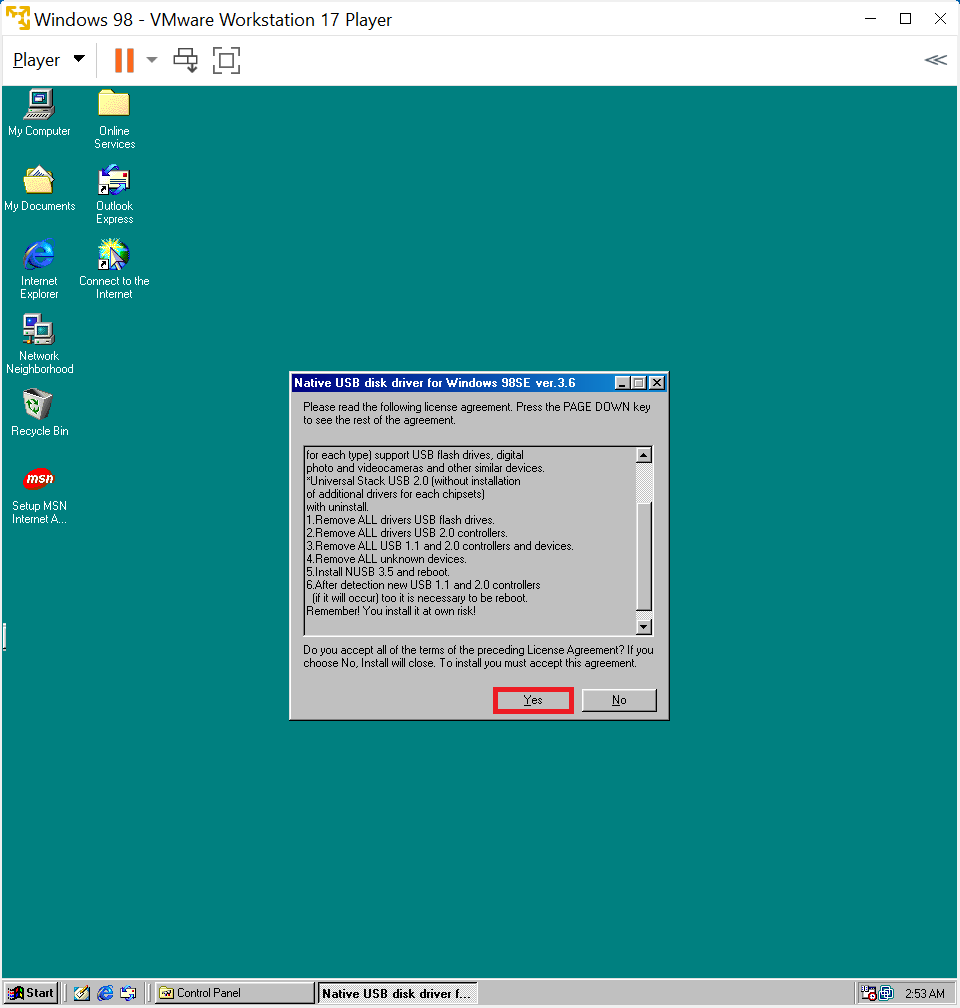 Windows 98 - VMware Workstation 17 Player
Player
My Computer
Online
Services
My Documents
Outlook
Express
Internet
Explorer
Connect to the
Internet
Network
Neighborhood
Recycle Bin
msn
Setup MSN
Internet A...
Native USB disk driver for Windows 98SE ver.3.6
Please read the following license agreement. Press the PAGE DOWN key
to see the rest of the agreement.
for each type) support USB flash drives, digital
photo and videocameras and other similar devices.
*Universal Stack USB 2.0 (without installation
of additional drivers for each chipsets)
with uninstall.
1.Remove ALL drivers USB flash drives.
2.Remove ALL drivers USB 2.0 controllers.
3.Remove ALL USB 1.1 and 2.0 controllers and devices.
4.Remove ALL unknown devices.
5.Install NUSB 3.5 and reboot.
6.After detection new USB 1.1 and 2.0 controllers
(if it will occur) too it is necessary to be reboot.
Remember! You install it at own risk!
Do you accept all of the terms of the preceding License Agreement? If you
choose No, Install will close. To install you must accept this agreement.
Yes
No
Start
Control Panel
Native USB disk driver f...
2:53 AM